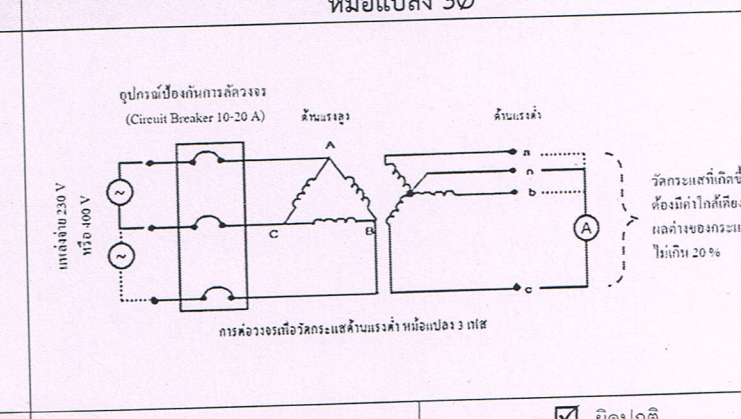 หม้อแปลง 3Ø
อุปกรณ์ป้องกันการลัดวงจร
(Circuit Breaker 10-20 A)
ด้านแรงสูง
ด้านแรงต่ำ
A
a
n
b
C
B
A
c
แหล่งจ่าย 230 V
หรือ 400 V
วัดกระแสที่เกิดขึ้
ต้องมีค่าใกล้เคียง
ผลต่างของกระแ
ไม่เกิน 20 %
การต่อวงจรเพื่อวัดกระแสด้านแรงต่ำ หม้อแปลง 3 เฟส
ผิดปกติ